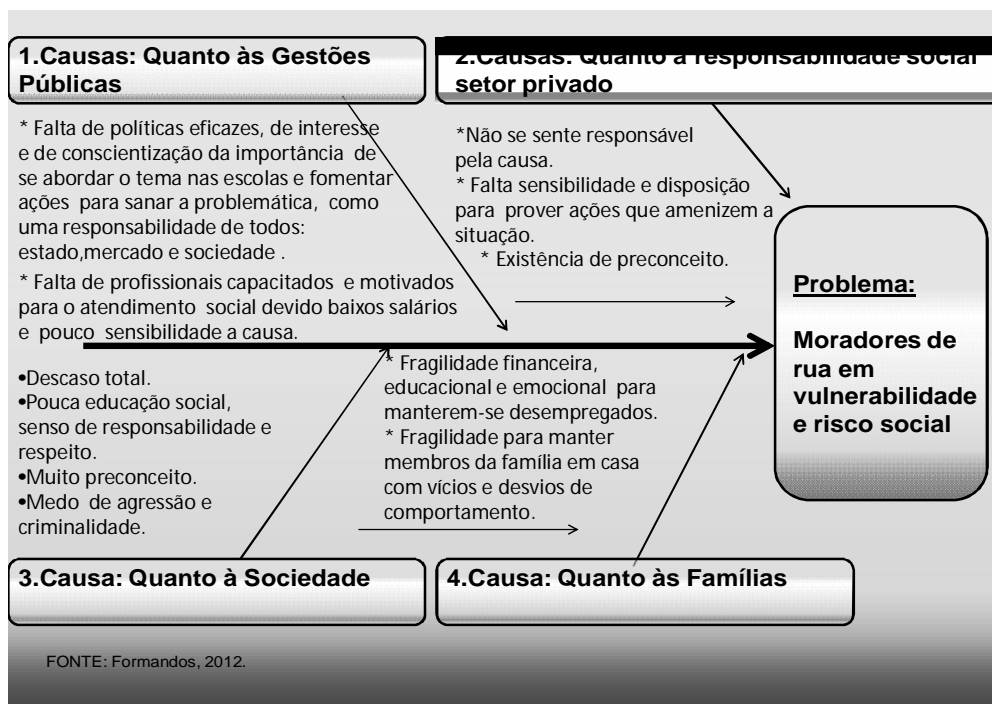 1.Causas: Quanto às Gestões
Públicas
* Falta de políticas eficazes, de interesse
e de conscientização da importância de
se abordar o tema nas escolas e fomentar
ações para sanar a problemática, como
uma responsabilidade de todos:
estado,mercado e sociedade .
* Falta de profissionais capacitados e motivados
para o atendimento social devido baixos salários
e pouco sensibilidade a causa.
2.Causas: Quanto a responsabilidade social
setor privado
*Não se sente responsável
pela causa.
* Falta sensibilidade e disposição
para prover ações que amenizem a
situação.
* Existência de preconceito.
Problema:
Moradores de
rua em
vulnerabilidade
e risco social
•Descaso total.
•Pouca educação social,
senso de responsabilidade e
respeito.
•Muito preconceito.
•Medo de agressão e
criminalidade.
3.Causa: Quanto à Sociedade
* Fragilidade financeira,
educacional e emocional para
manterem-se desempregados.
* Fragilidade para manter
membros da família em casa
com vícios e desvios de
comportamento.
4.Causa: Quanto às Famílias
FONTE: Formandos, 2012.